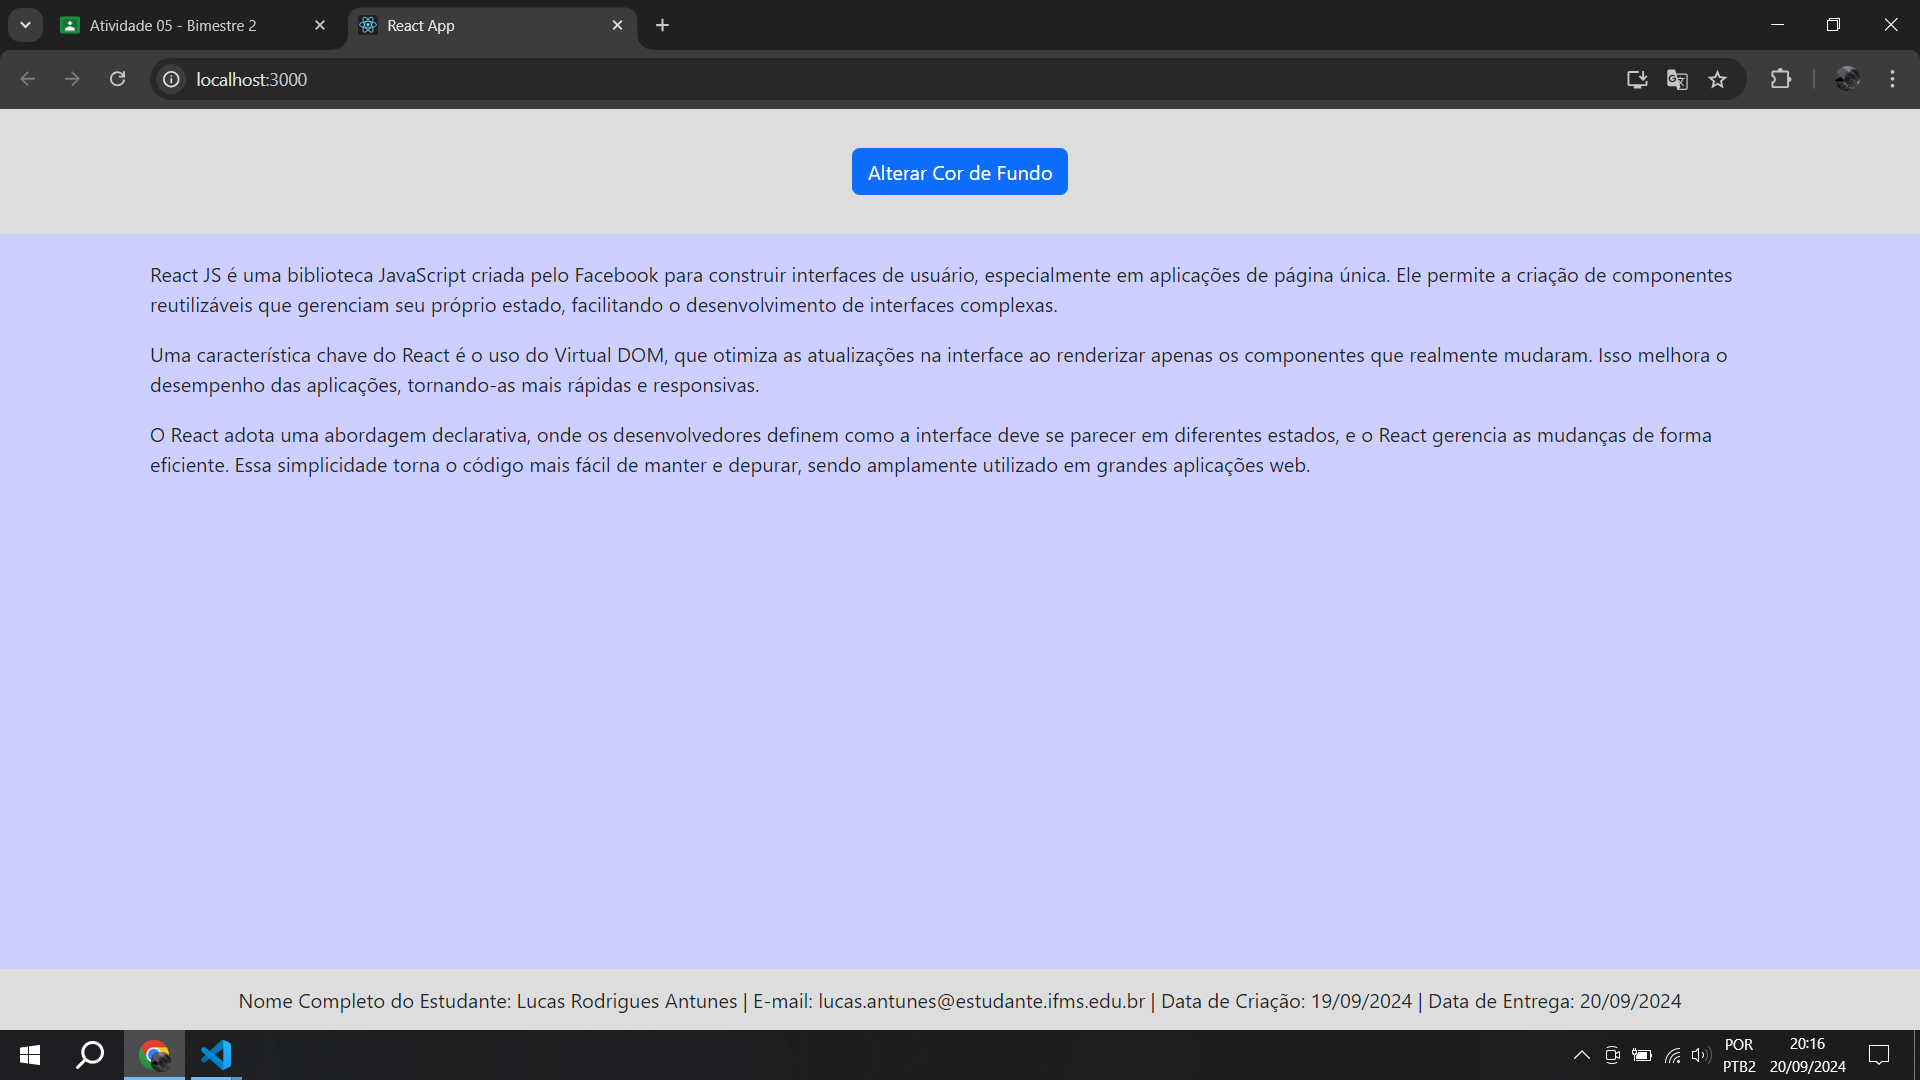 Atividade 05 - Bimestre 2
React App
localhost:3000
Alterar Cor de Fundo
React JS é uma biblioteca JavaScript criada pelo Facebook para construir interfaces de usuário, especialmente em aplicações de página única. Ele permite a criação de componentes
reutilizáveis que gerenciam seu próprio estado, facilitando o desenvolvimento de interfaces complexas.
Uma característica chave do React é o uso do Virtual DOM, que otimiza as atualizações na interface ao renderizar apenas os componentes que realmente mudaram. Isso melhora o
desempenho das aplicações, tornando-as mais rápidas e responsivas.
O React adota uma abordagem declarativa, onde os desenvolvedores definem como a interface deve se parecer em diferentes estados, e o React gerencia as mudanças de forma
eficiente. Essa simplicidade torna o código mais fácil de manter e depurar, sendo amplamente utilizado em grandes aplicações web.
Nome Completo do Estudante: Lucas Rodrigues Antunes | E-mail: lucas.antunes@estudante.ifms.edu.br | Data de Criação: 19/09/2024 | Data de Entrega: 20/09/2024
POR
PTB2
20:16
20/09/2024